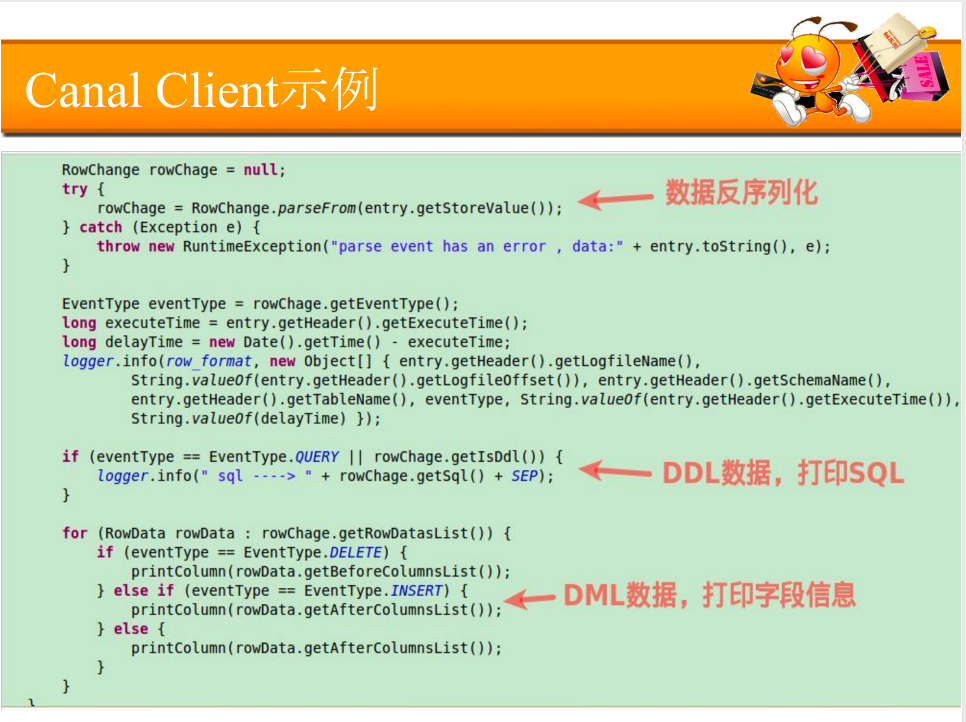 Canal Client示例
RowChange rowChage = null;
try {
rowChage = RowChange.parseFrom(entry.getStoreValue());
数据反序列化
} catch (Exception e) {
throw new RuntimeException("parse event has an error , data:" + entry.toString(), e);
}
EventType eventType = rowChage.getEventType();
long executeTime = entry.getHeader().getExecuteTime();
long delayTime = new Date().getTime() - executeTime;
logger.info(row_format, new Object[] { entry.getHeader().getLogfileName(),
String.valueOf(entry.getHeader().getLogfileOffset()), entry.getHeader().getSchemaName(),
entry.getHeader().getTableName(), eventType, String.valueOf(entry.getHeader().getExecuteTime()),
String.valueOf(delayTime) });
if (eventType == EventType.QUERY || rowChage.getIsDdl()) {
logger.info(" sql ----> " + rowChage.getSql() + SEP);
DDL数据，打印SQL
}
for (RowData rowData : rowChage.getRowDatasList()) {
if (eventType == EventType.DELETE) {
printColumn(rowData.getBeforeColumnsList());
} else if (eventType == EventType.INSERT) {
DML数据，打印字段信息
printColumn(rowData.getAfterColumnsList());
} else {
printColumn(rowData.getAfterColumnsList());
}
}
}
SALE